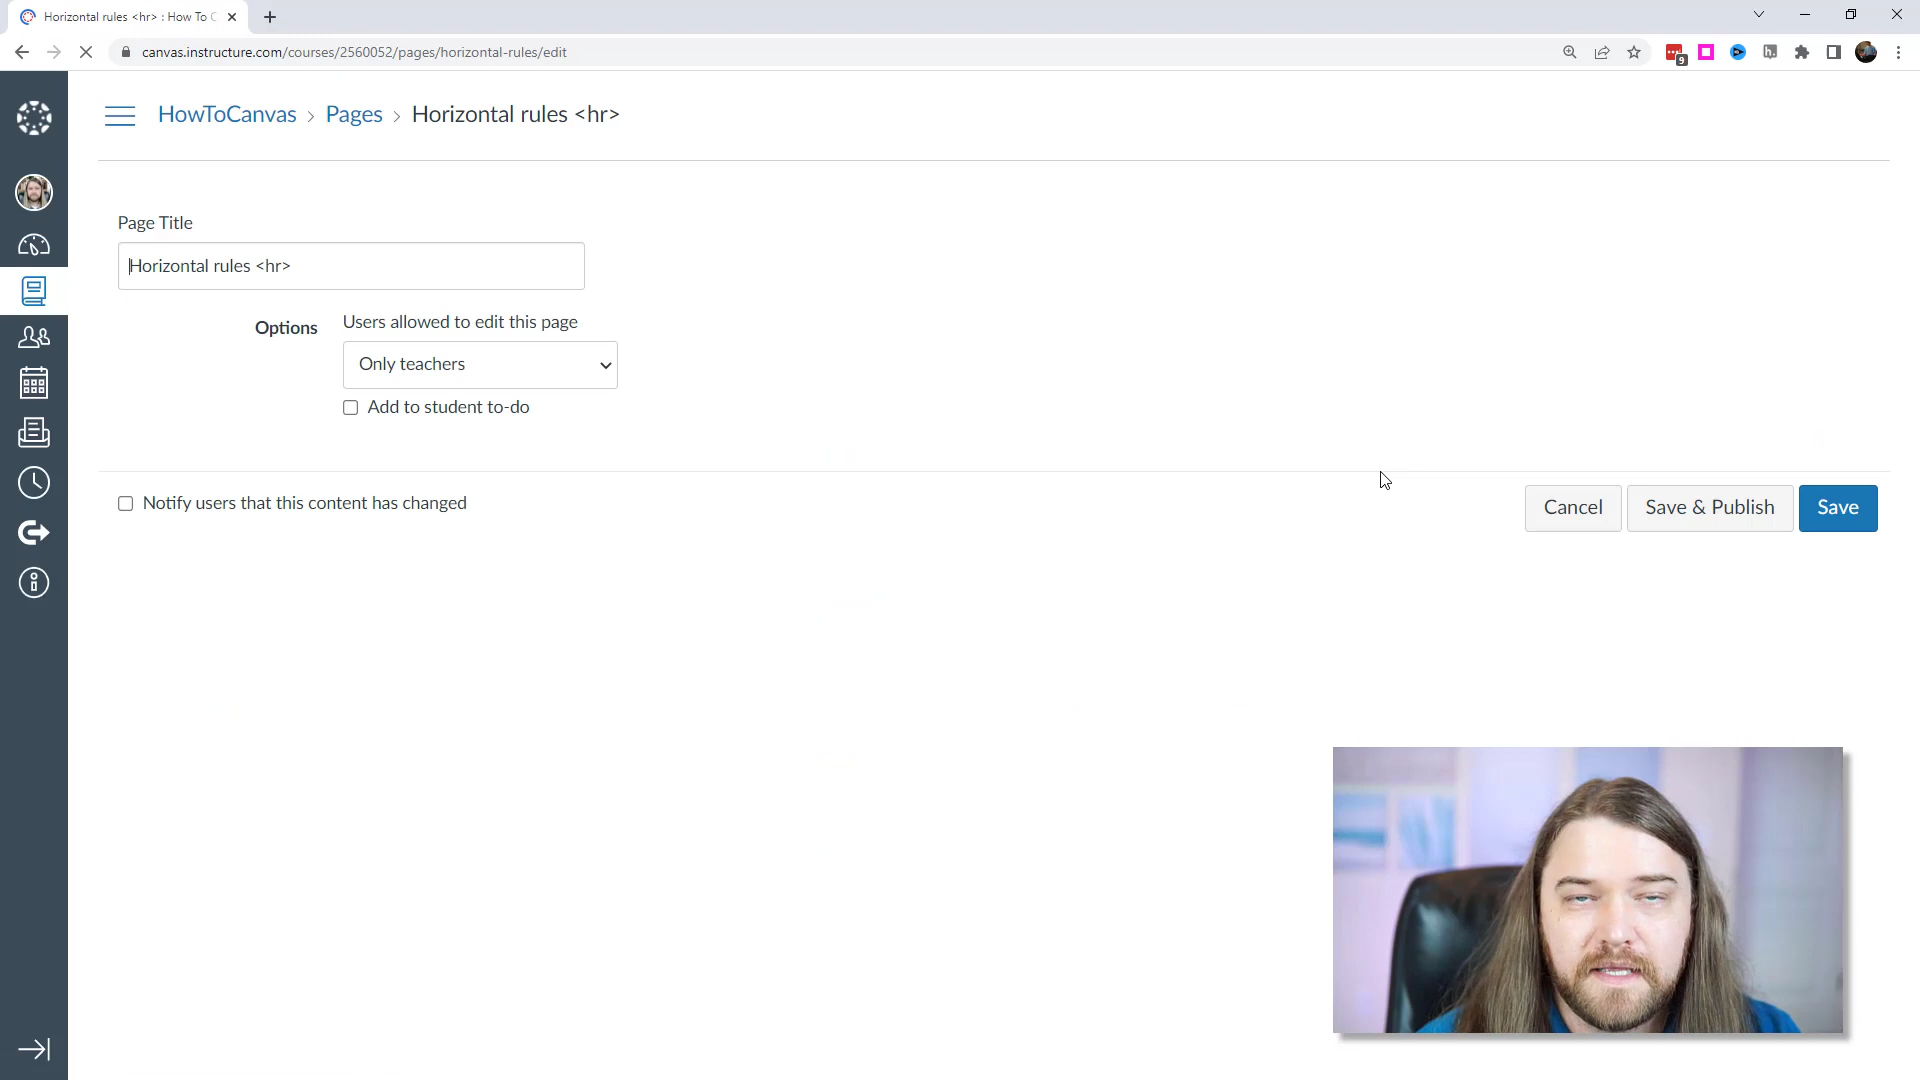 Horizontal rules <hr> : How To C
canvas.instructure.com/courses/2560052/pages/horizontal-rules/edit
9
h.
HowToCanvas > Pages > Horizontal rules <hr>
Page Title
Horizontal rules <hr>
Options
Users allowed to edit this page
Only teachers
Add to student to-do
Notify users that this content has changed
Cancel
Save & Publish
Save